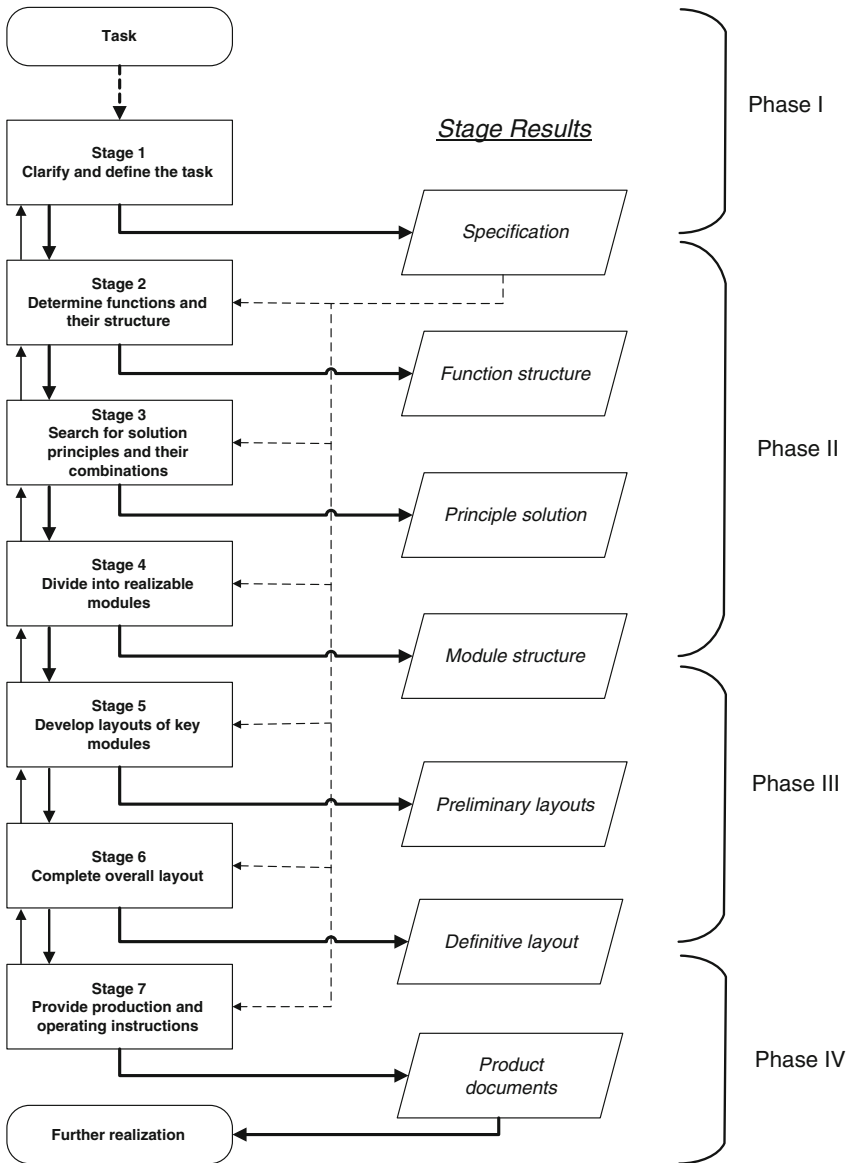 Task
Phase I
Stage Results
Stage 1
Clarify and define the task
Specification
Stage 2
Determine functions and
their structure
Function structure
Stage 3
Search for solution
principles and their
combinations
Phase II
Principle solution
Stage 4
Divide into realizable
modules
Module structure
Stage 5
Develop layouts of key
modules
Phase III
Preliminary layouts
Stage 6
Complete overall layout
Definitive layout
Stage 7
Provide production and
operating instructions
Phase IV
Product
documents
Further realization